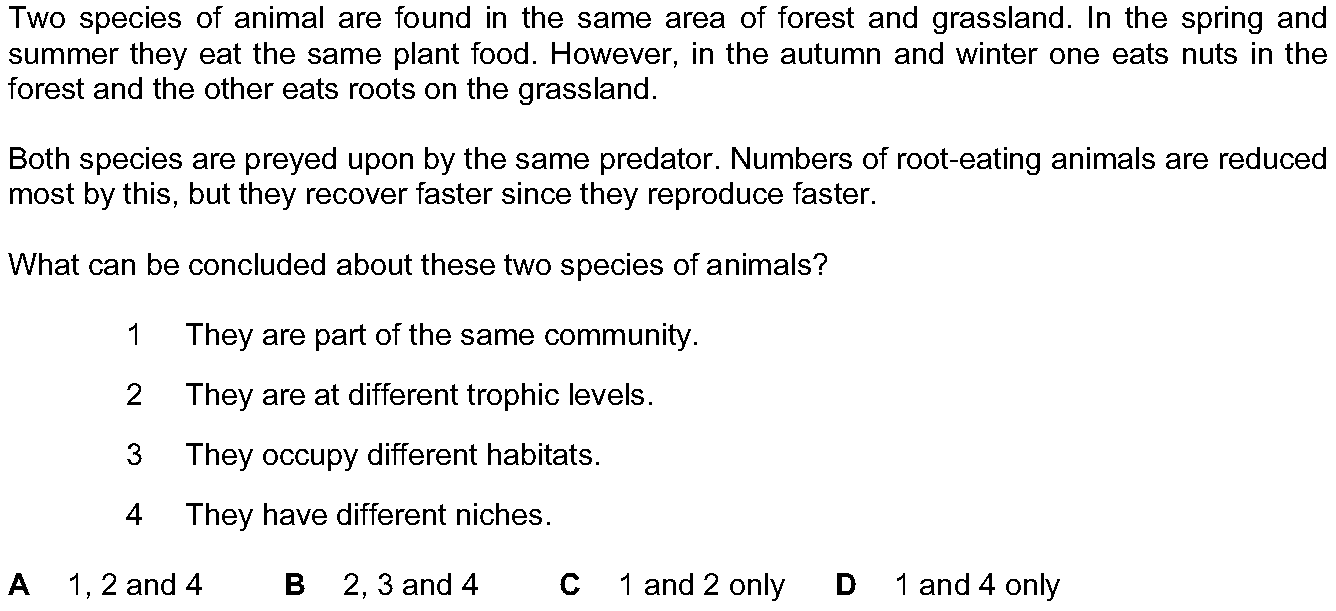 Two species of animal are found in the same area of forest and grassland. In the spring and
summer they eat the same plant food. However, in the autumn and winter one eats nuts in the
forest and the other eats roots on the grassland.
Both species are preyed upon by the same predator. Numbers of root-eating animals are reduced
most by this, but they recover faster since they reproduce faster.
What can be concluded about these two species of animals?
1 They are part of the same community.
2 They are at different trophic levels.
3 They occupy different habitats.
4 They have different niches.
A 1, 2 and 4 B 2, 3 and 4 C 1 and 2 only D 1 and 4 only